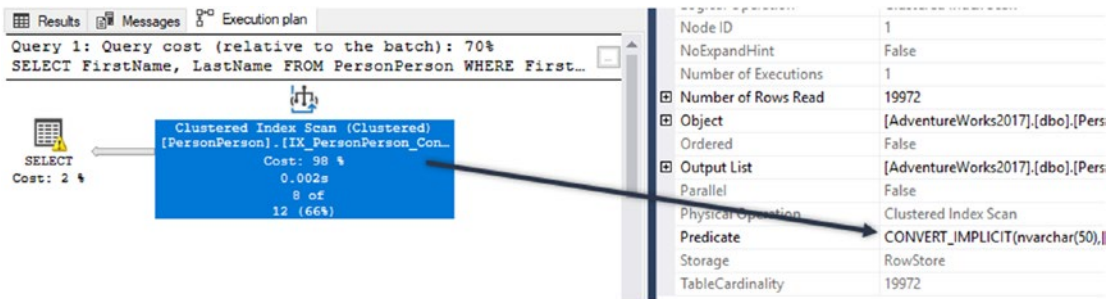 Results Messages Execution plan
Query 1: Query cost (relative to the batch): 70%
SELECT FirstName, LastName FROM PersonPerson WHERE First…
...
Clustered Index Scan (Clustered)
[PersonPerson].[IX_PersonPerson_Con…
Cost: 98 %
0.002s
8 of
12 (66%)
SELECT
Cost: 2 %
Node ID 1
NoExpandHint False
Number of Executions 1
Number of Rows Read 19972
Object [AdventureWorks2017].[dbo].[Pers
Ordered False
Output List [AdventureWorks2017].[dbo].[Pers
Parallel False
Physical Operation Clustered Index Scan
Predicate CONVERT_IMPLICIT(nvarchar(50),
Storage RowStore
TableCardinality 19972